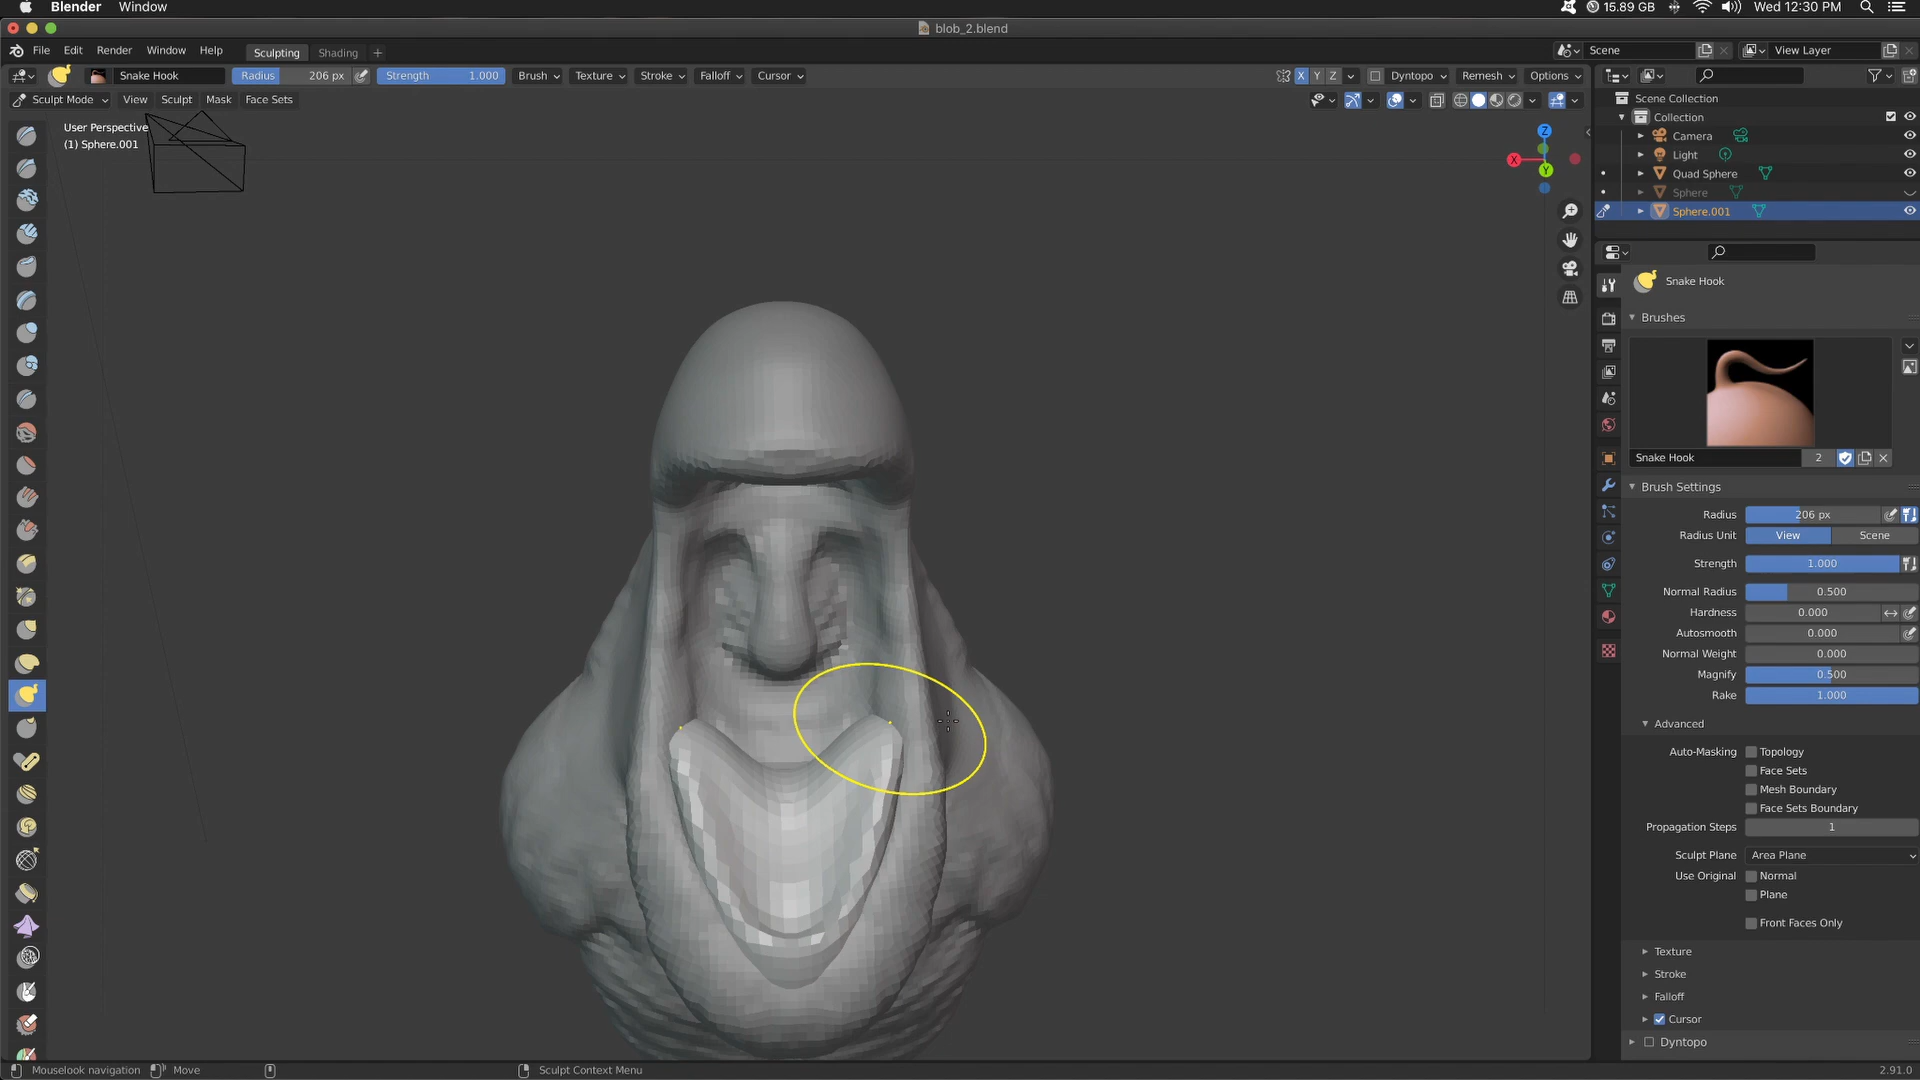 Blender Window 15.89 GB Wed 12:30 PM
blob_2.blend
File Edit Render Window Help Sculpting Shading + Scene View Layer
Snake Hook Radius 206 px Strength 1.000 Brush Texture Stroke Falloff Cursor X Y Z Dyntopo Remesh Options
Sculpt Mode View Sculpt Mask Face Sets
User Perspective
(1) Sphere.001
Z
X
Y
Scene Collection
Collection
Camera
Light
Quad Sphere
Sphere
Sphere.001
Snake Hook
Brushes
Snake Hook 2
Brush Settings
Radius 206 px
Radius Unit View Scene
Strength 1.000
Normal Radius 0.500
Hardness 0.000
Autosmooth 0.000
Normal Weight 0.000
Magnify 0.500
Rake 1.000
Advanced
Auto-Masking Topology
Face Sets
Mesh Boundary
Face Sets Boundary
Propagation Steps 1
Sculpt Plane Area Plane
Use Original Normal
Plane
Front Faces Only
Texture
Stroke
Falloff
Cursor
Dyntopo
Mouselook navigation Move Sculpt Context Menu 2.91.0